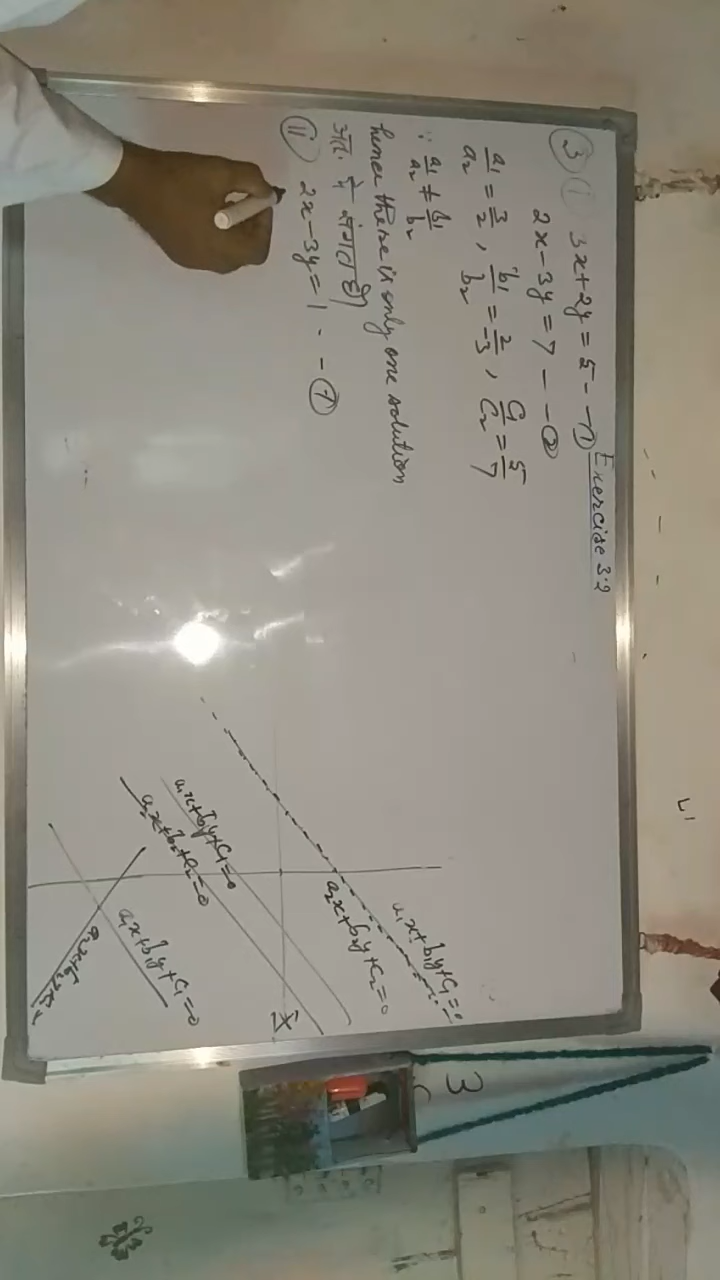 Exercise 3.2
③ (i) 3x+2y = 5 - - ①
2x-3y = 7 - - ②
a₁/a₂ = 3/2 , b₁/b₂ = 2/-3 , C₁/C₂ = 5/7
∵ a₁/a₂ ≠ b₁/b₂
hence there is only one solution
अतः ये संगत है।
(ii) 2x-3y = 1 . - ①
a₁x+b₁y+C₁=0
a₂x+b₂y+C₂=0
a₁x+b₁y+C₁=0
a₂x+b₂+C₂=0
a₁x+b₁y+C₁=0
X
3